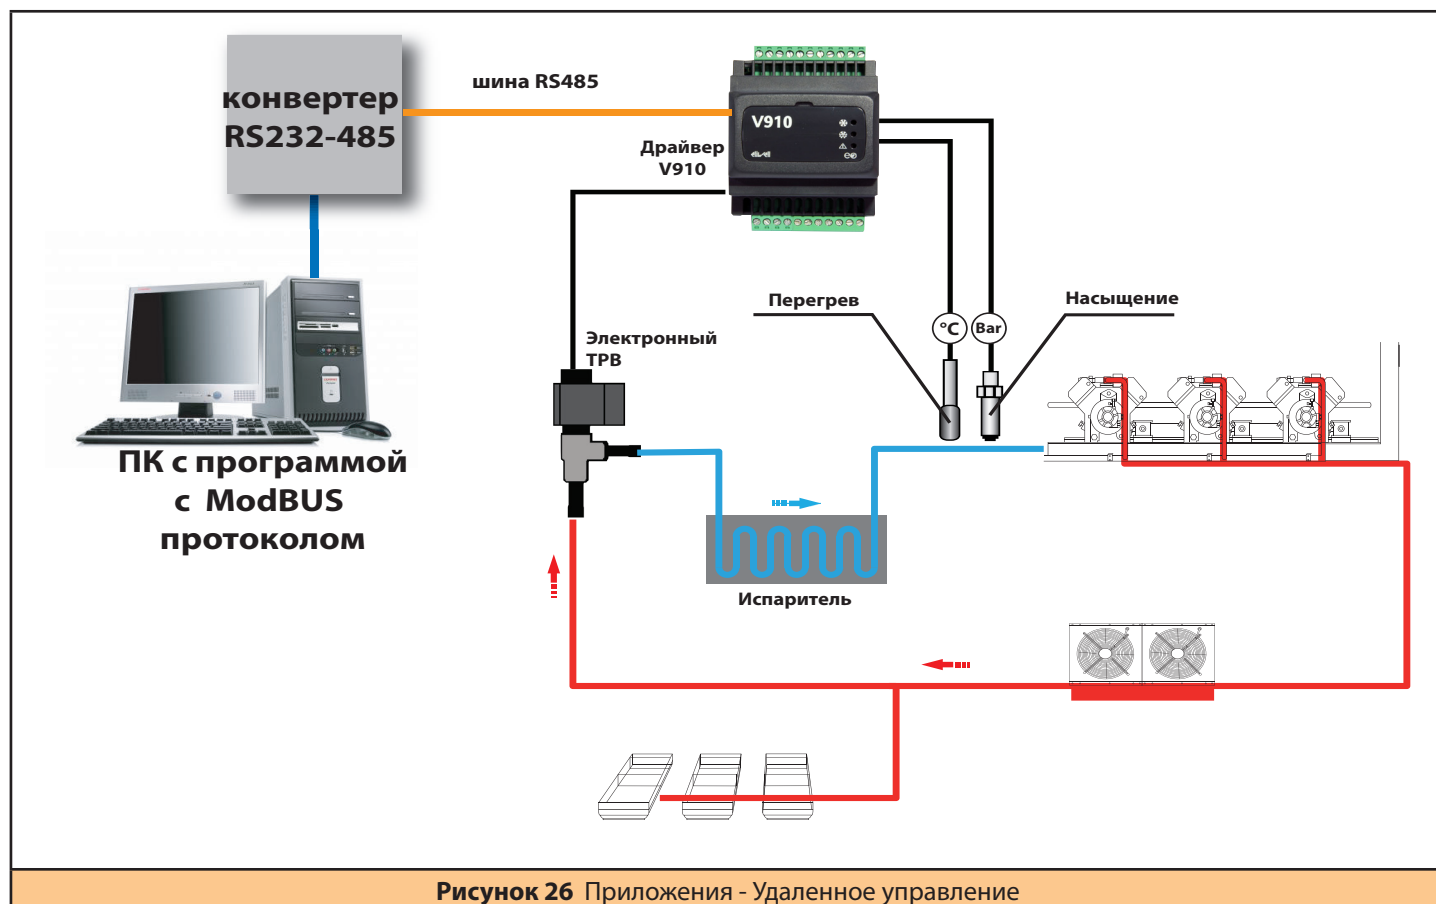 конвертер
RS232-485
шина RS485
V910
eliwell
Драйвер
V910
Перегрев
Насыщение
°C
Bar
Электронный
ТРВ
ПК с программой
с ModBUS
протоколом
Испаритель
Рисунок 26 Приложения - Удаленное управление